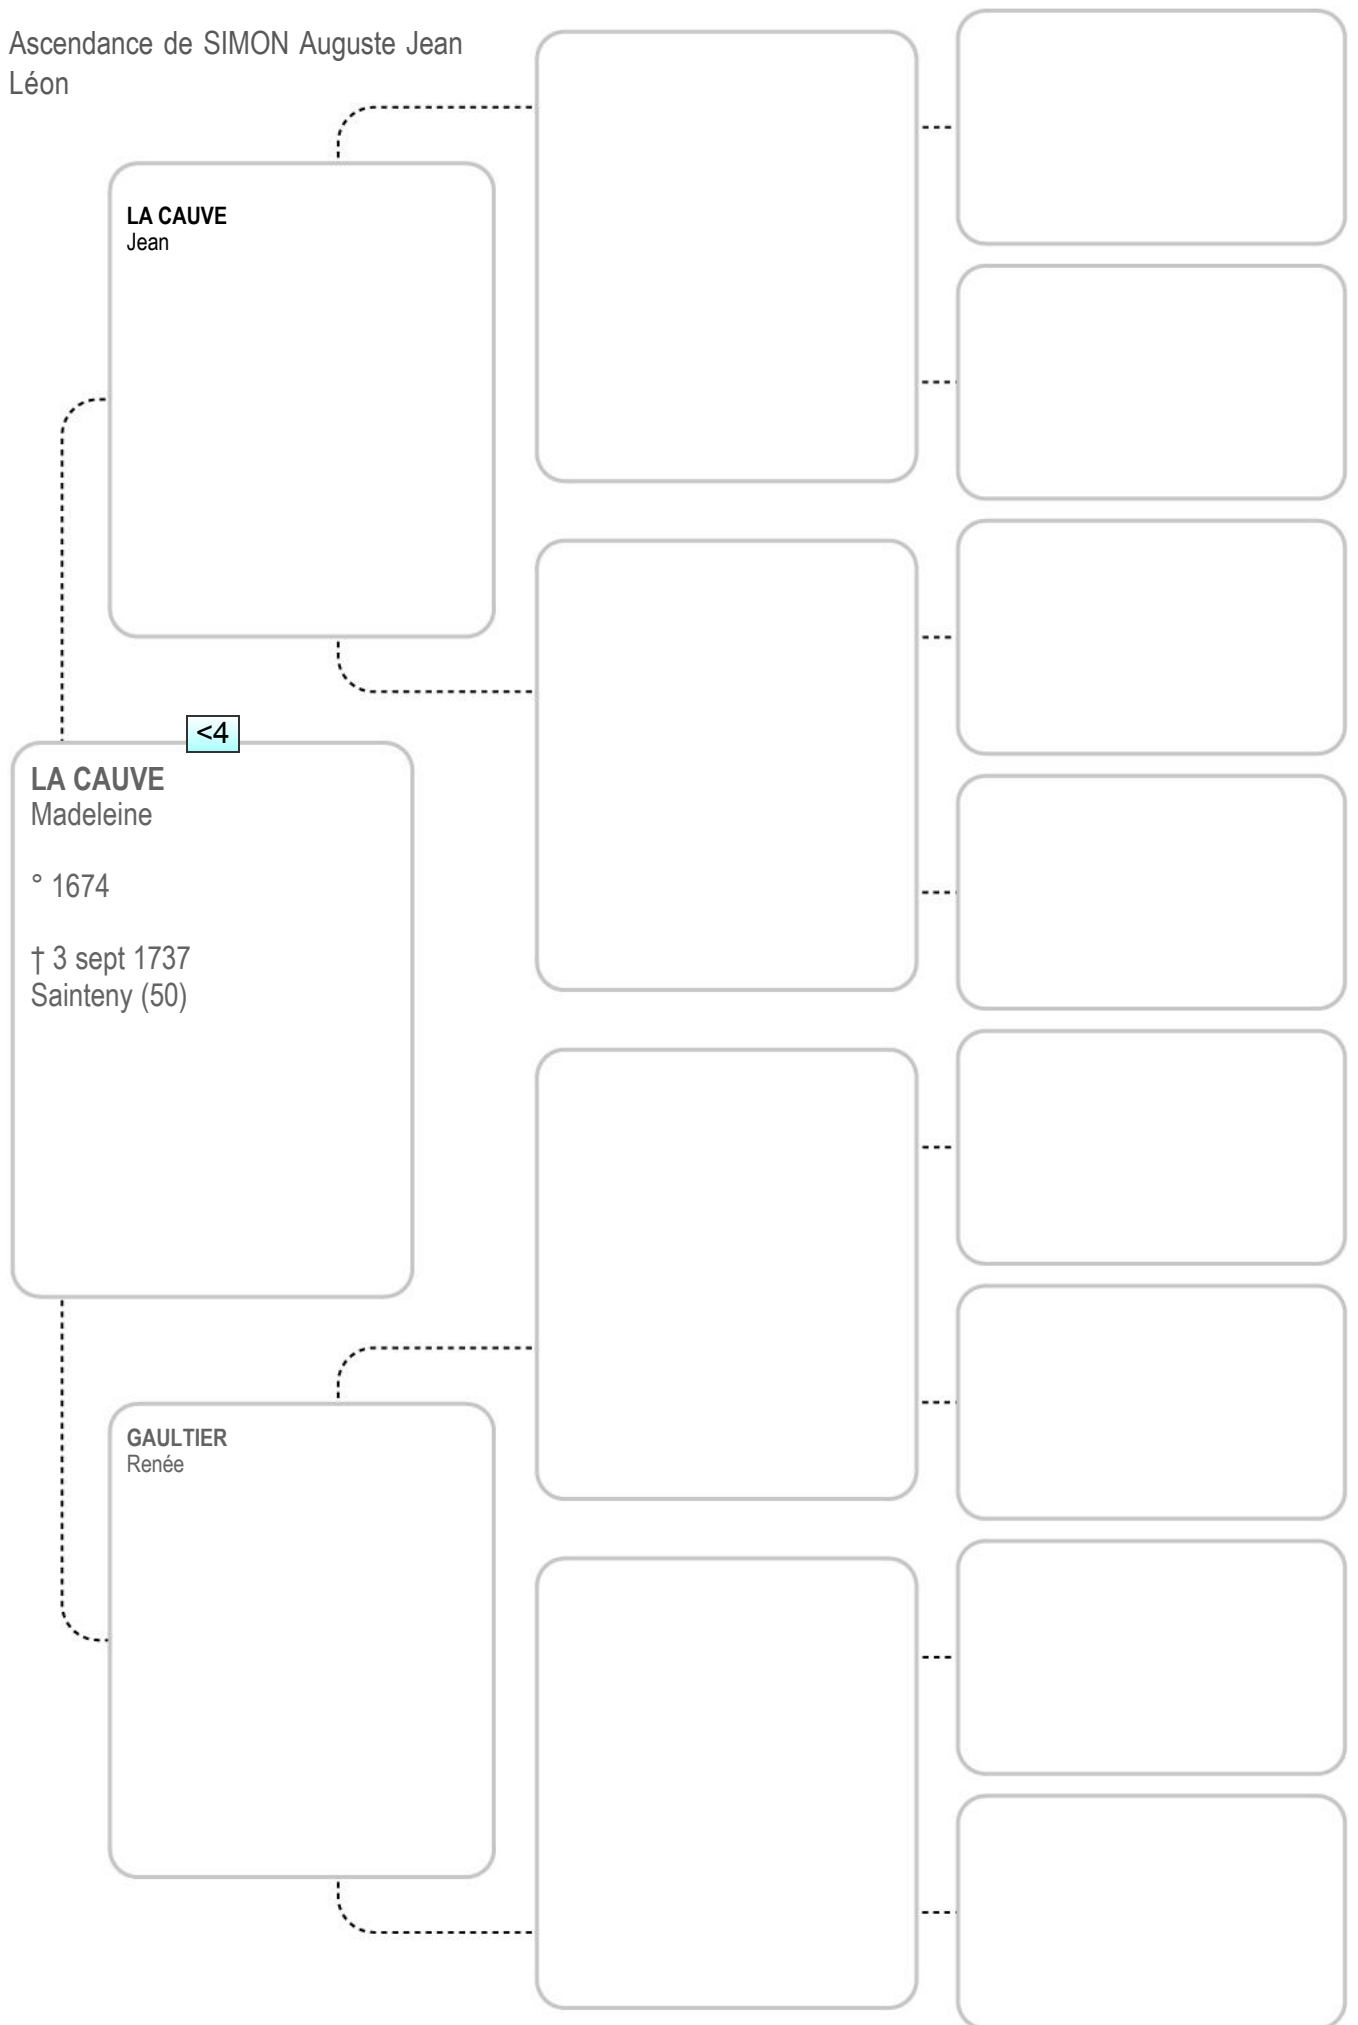 Ascendance de SIMON Auguste Jean
Léon
LA CAUVE
Jean
<4
LA CAUVE
Madeleine
° 1674
† 3 sept 1737
Sainteny (50)
GAULTIER
Renée